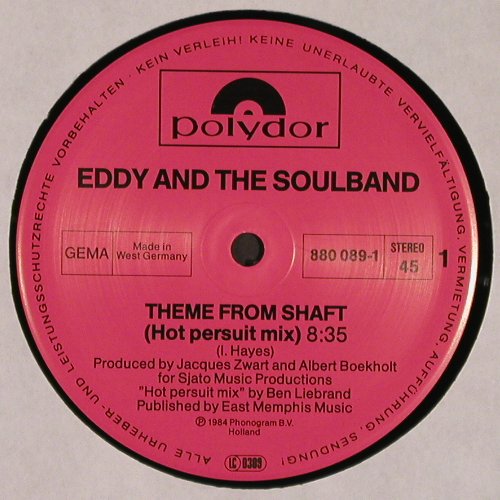 ALLE URHEBER- UND LEISTUNGSSCHUTZRECHTE VORBEHALTEN · KEIN VERLEIH! KEINE UNERLAUBTE VERVIELFÄLTIGUNG, VERMIETUNG, AUFFÜHRUNG, SENDUNG!
polydor
EDDY AND THE SOULBAND
GEMA
Made in
West Germany
880 089-1
STEREO
45
1
THEME FROM SHAFT
(Hot persuit mix) 8:35
(I. Hayes)
Produced by Jacques Zwart and Albert Boekholt
for Sjato Music Productions
"Hot persuit mix" by Ben Liebrand
Published by East Memphis Music
℗ 1984 Phonogram B.V.
Holland
LC 0309